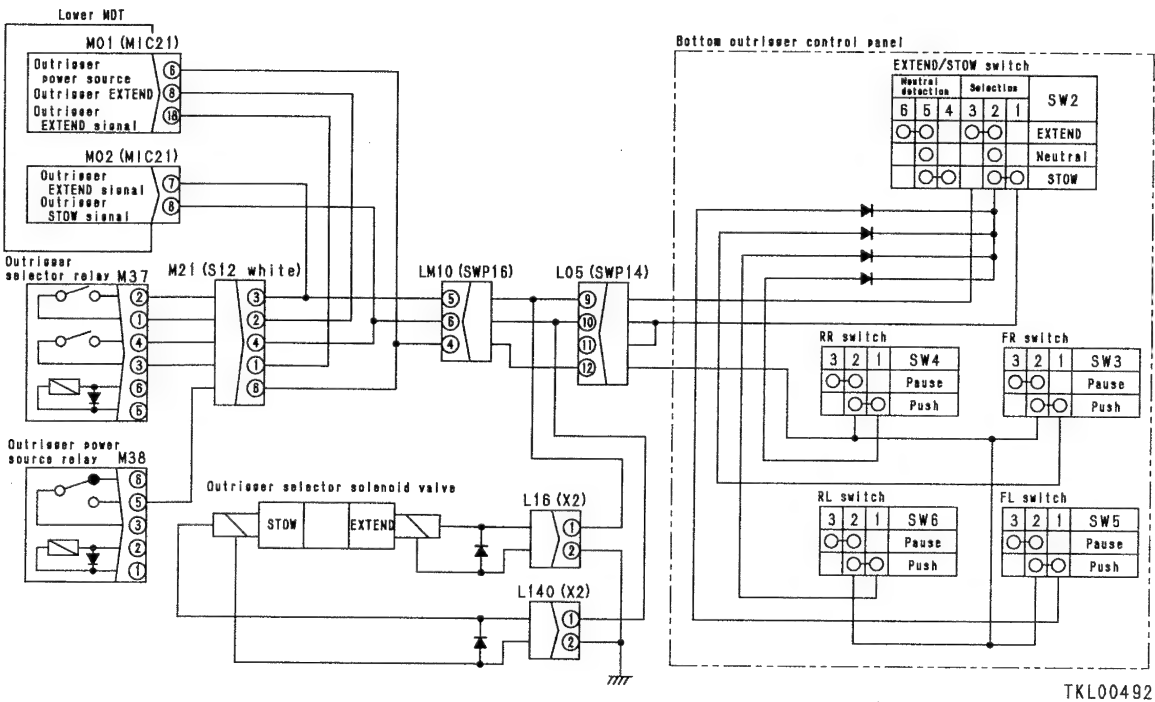 Lower MDT
M01 (MIC21)
Outrigger
power source
Outrigger EXTEND
Outrigger
EXTEND signal
6
8
18
M02 (MIC21)
Outrigger
EXTEND signal
Outrigger
STOW signal
7
8
Outrigger
selector relay M37
2
1
4
3
6
5
M21 (S12 white)
3
2
4
1
8
LM10 (SWP16)
5
6
4
L05 (SWP14)
9
10
11
12
Outrigger power
source relay M38
6
5
3
2
1
Outrigger selector solenoid valve
STOW EXTEND
L16 (X2)
1
2
L140 (X2)
1
2
Bottom outrigger control panel
EXTEND/STOW switch
Neutral
detection
Selection
SW2
6 5 4 3 2 1
EXTEND
Neutral
STOW
RR switch
3 2 1 SW4
Pause
Push
FR switch
3 2 1 SW3
Pause
Push
RL switch
3 2 1 SW6
Pause
Push
FL switch
3 2 1 SW5
Pause
Push
TKL00492